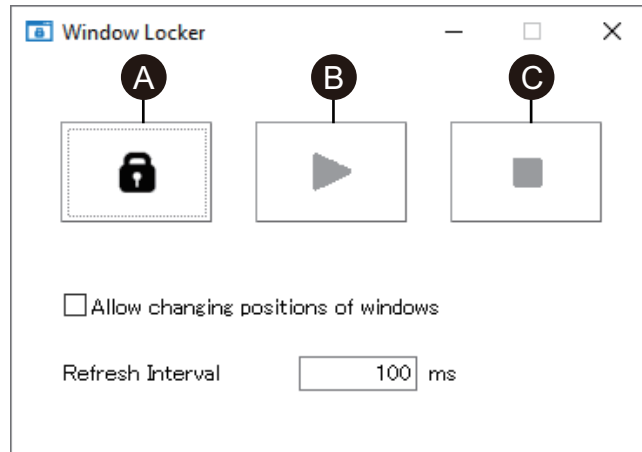 Window Locker
A B C
Allow changing positions of windows
Refresh Interval 100 ms